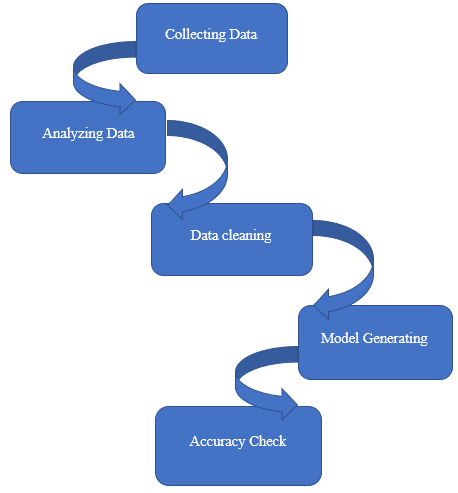 Collecting Data
Analyzing Data
Data cleaning
Model Generating
Accuracy Check